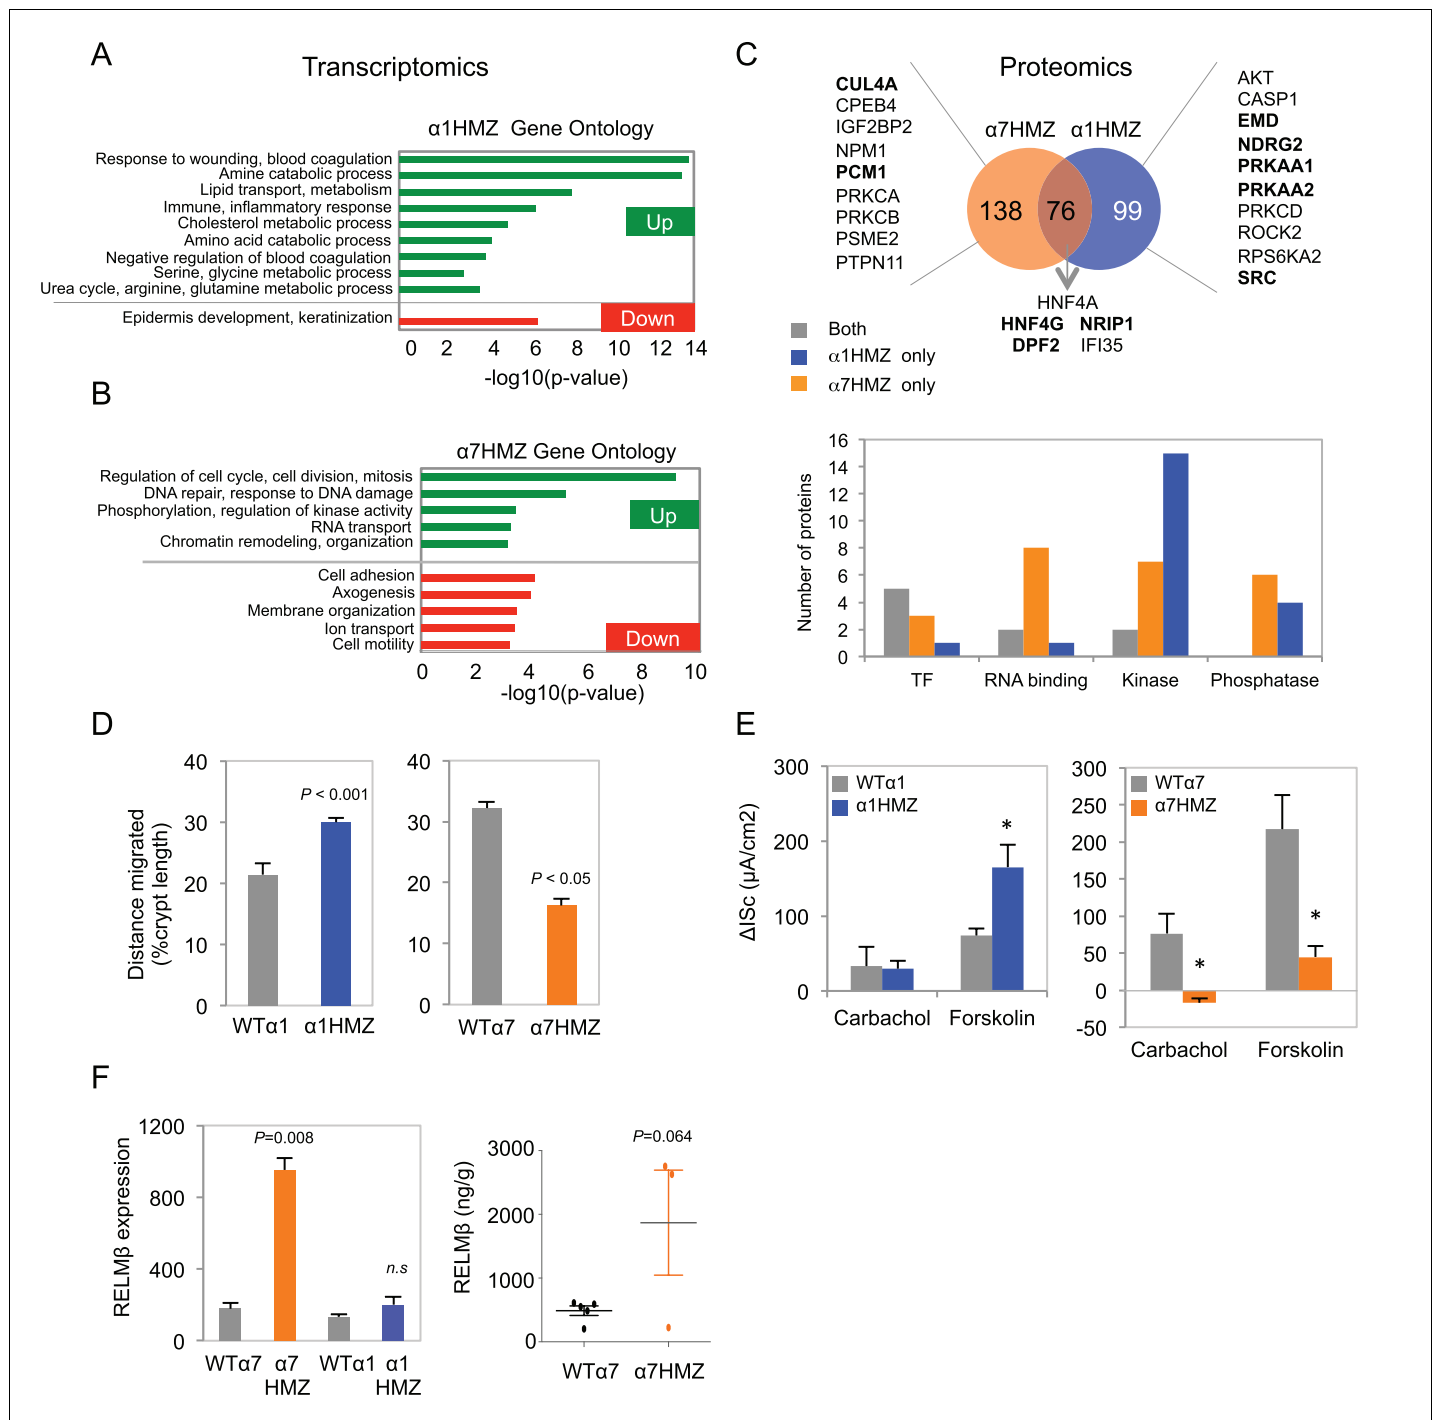 A
Transcriptomics
α1HMZ Gene Ontology
Response to wounding, blood coagulation
Amine catabolic process
Lipid transport, metabolism
Immune, inflammatory response
Cholesterol metabolic process
Amino acid catabolic process
Negative regulation of blood coagulation
Serine, glycine metabolic process
Urea cycle, arginine, glutamine metabolic process
Up
Epidermis development, keratinization
Down
0 2 4 6 8 10 12 14
-log10(p-value)
B
α7HMZ Gene Ontology
Regulation of cell cycle, cell division, mitosis
DNA repair, response to DNA damage
Phosphorylation, regulation of kinase activity
RNA transport
Chromatin remodeling, organization
Up
Cell adhesion
Axogenesis
Membrane organization
Ion transport
Cell motility
Down
0 2 4 6 8 10
-log10(p-value)
C
Proteomics
CUL4A
CPEB4
IGF2BP2
NPM1
PCM1
PRKCA
PRKCB
PSME2
PTPN11
α7HMZ α1HMZ
138 76 99
AKT
CASP1
EMD
NDRG2
PRKAA1
PRKAA2
PRKCD
ROCK2
RPS6KA2
SRC
HNF4A
HNF4G NRIP1
DPF2 IFI35
Both
α1HMZ only
α7HMZ only
Number of proteins
16
14
12
10
8
6
4
2
0
TF RNA binding Kinase Phosphatase
D
Distance migrated
(%crypt length)
40
30
20
10
0
P < 0.001
WTα1 α1HMZ
40
30
20
10
0
P < 0.05
WTα7 α7HMZ
E
ΔISc (μA/cm2)
300
200
100
0
WTα1
α1HMZ
*
Carbachol Forskolin
300
250
200
150
100
50
0
-50
WTα7
α7HMZ
*
*
Carbachol Forskolin
F
RELMβ expression
1200
800
400
0
P=0.008
n.s
WTα7 α7 WTα1 α1
HMZ HMZ
RELMβ (ng/g)
3000
2000
1000
0
P=0.064
WTα7 α7HMZ